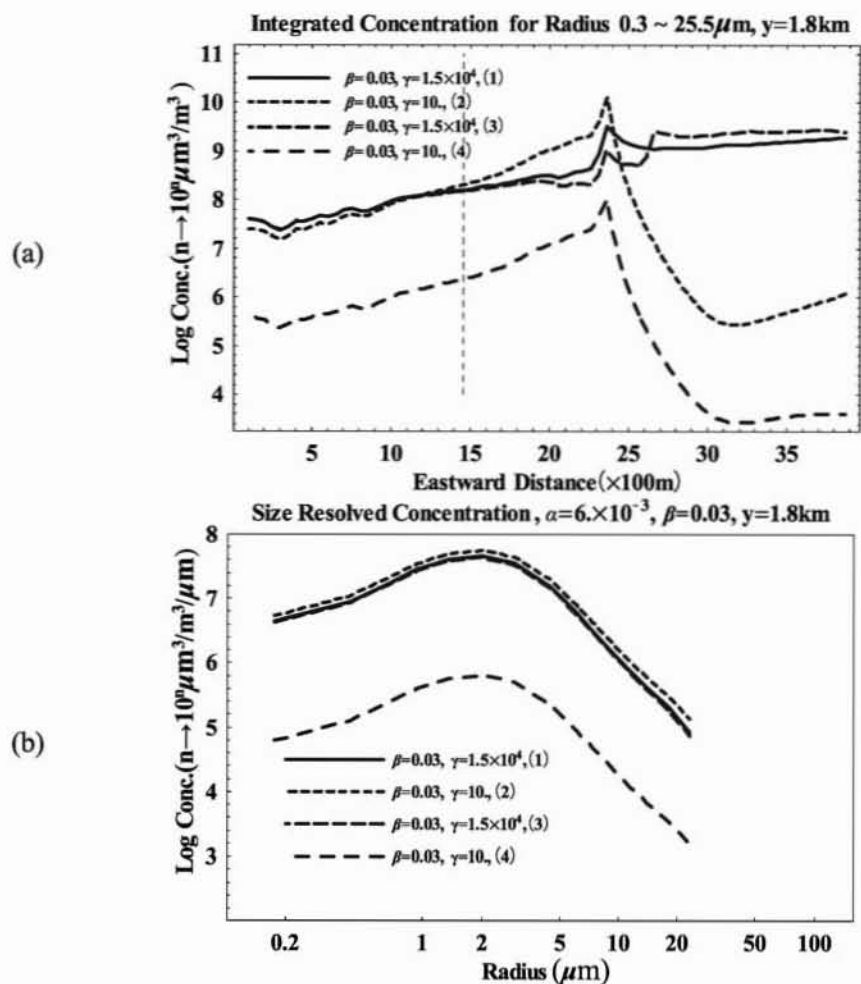 Integrated Concentration for Radius 0.3 ~ 25.5μm, y=1.8km
(a)
Log Conc.(n→10ⁿμm³/m³)
11
10
9
8
7
6
5
4
β=0.03, γ=1.5×10⁴,(1)
β=0.03, γ=10.,(2)
β=0.03, γ=1.5×10⁴,(3)
β=0.03, γ=10.,(4)
5 10 15 20 25 30 35
Eastward Distance(×100m)
Size Resolved Concentration, α=6.×10⁻³, β=0.03, y=1.8km
(b)
Log Conc.(n→10ⁿμm³/m³/μm)
8
7
6
5
4
3
β=0.03, γ=1.5×10⁴,(1)
β=0.03, γ=10.,(2)
β=0.03, γ=1.5×10⁴,(3)
β=0.03, γ=10.,(4)
0.2 1 2 5 10 20 50 100
Radius(μm)